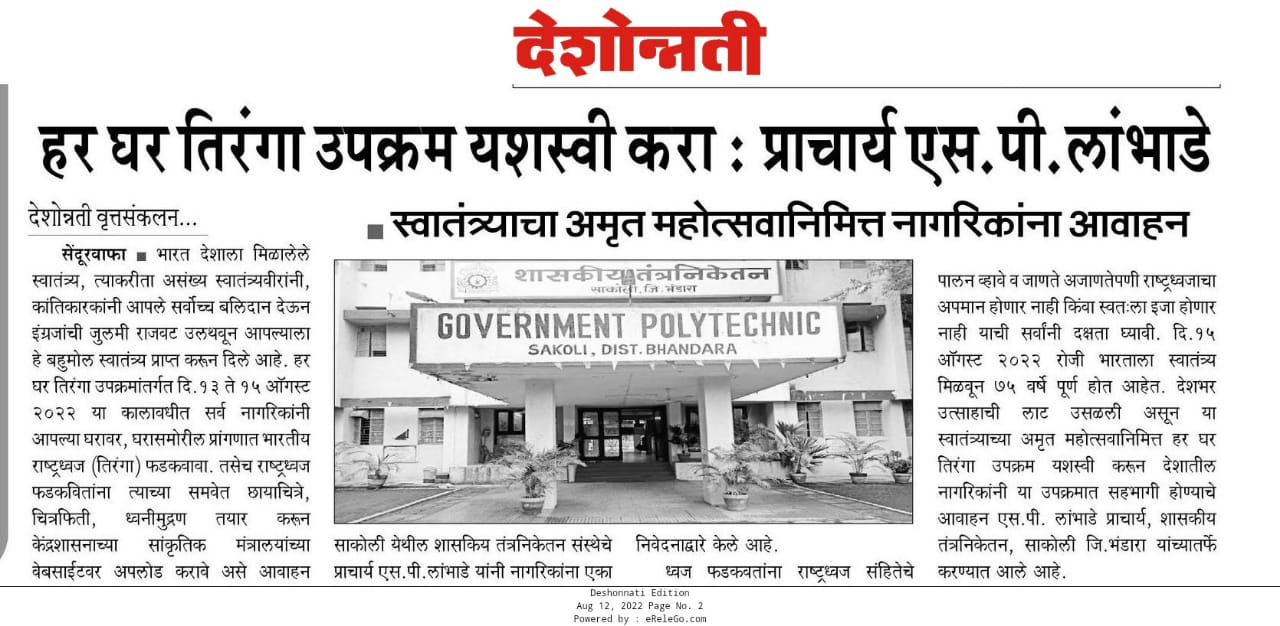 देशोन्नती
हर घर तिरंगा उपक्रम यशस्वी करा : प्राचार्य एस.पी.लांभाडे
देशोन्नती वृत्तसंकलन...
■ स्वातंत्र्याचा अमृत महोत्सवानिमित्त नागरिकांना आवाहन
सेंदूरवाफा ■ भारत देशाला मिळालेले
स्वातंत्र्य, त्याकरीता असंख्य स्वातंत्र्यवीरांनी,
कांतिकारकांनी आपले सर्वोच्च बलिदान देऊन
इंग्रजांची जुलमी राजवट उलथवून आपल्याला
हे बहुमोल स्वातंत्र्य प्राप्त करून दिले आहे. हर
घर तिरंगा उपक्रमांतर्गत दि.१३ ते १५ ऑगस्ट
२०२२ या कालावधीत सर्व नागरिकांनी
आपल्या घरावर, घरासमोरील प्रांगणात भारतीय
राष्ट्रध्वज (तिरंगा) फडकवावा. तसेच राष्ट्रध्वज
फडकवितांना त्याच्या समवेत छायाचित्रे,
चित्रफिती, ध्वनीमुद्रण तयार करून
केंद्रशासनाच्या सांकृतिक मंत्रालयांच्या
वेबसाईटवर अपलोड करावे असे आवाहन
शासकीय तंत्रनिकेतन
साकोली, जि.भंडारा
GOVERNMENT POLYTECHNIC
SAKOLI, DIST. BHANDARA
साकोली येथील शासकिय तंत्रनिकेतन संस्थेचे
प्राचार्य एस.पी.लांभाडे यांनी नागरिकांना एका
निवेदनाद्वारे केले आहे.
ध्वज फडकवतांना राष्ट्रध्वज संहितेचे
पालन व्हावे व जाणते अजाणतेपणी राष्ट्रध्वजाचा
अपमान होणार नाही किंवा स्वतःला इजा होणार
नाही याची सर्वांनी दक्षता घ्यावी. दि.१५
ऑगस्ट २०२२ रोजी भारताला स्वातंत्र्य
मिळवून ७५ वर्षे पूर्ण होत आहेत. देशभर
उत्साहाची लाट उसळली असून या
स्वातंत्र्याच्या अमृत महोत्सवानिमित्त हर घर
तिरंगा उपक्रम यशस्वी करून देशातील
नागरिकांनी या उपक्रमात सहभागी होण्याचे
आवाहन एस.पी. लांभाडे प्राचार्य, शासकीय
तंत्रनिकेतन, साकोली जि.भंडारा यांच्यातर्फे
करण्यात आले आहे.
Deshonnati Edition
Aug 12, 2022 Page No. 2
Powered by : eReleGo.com